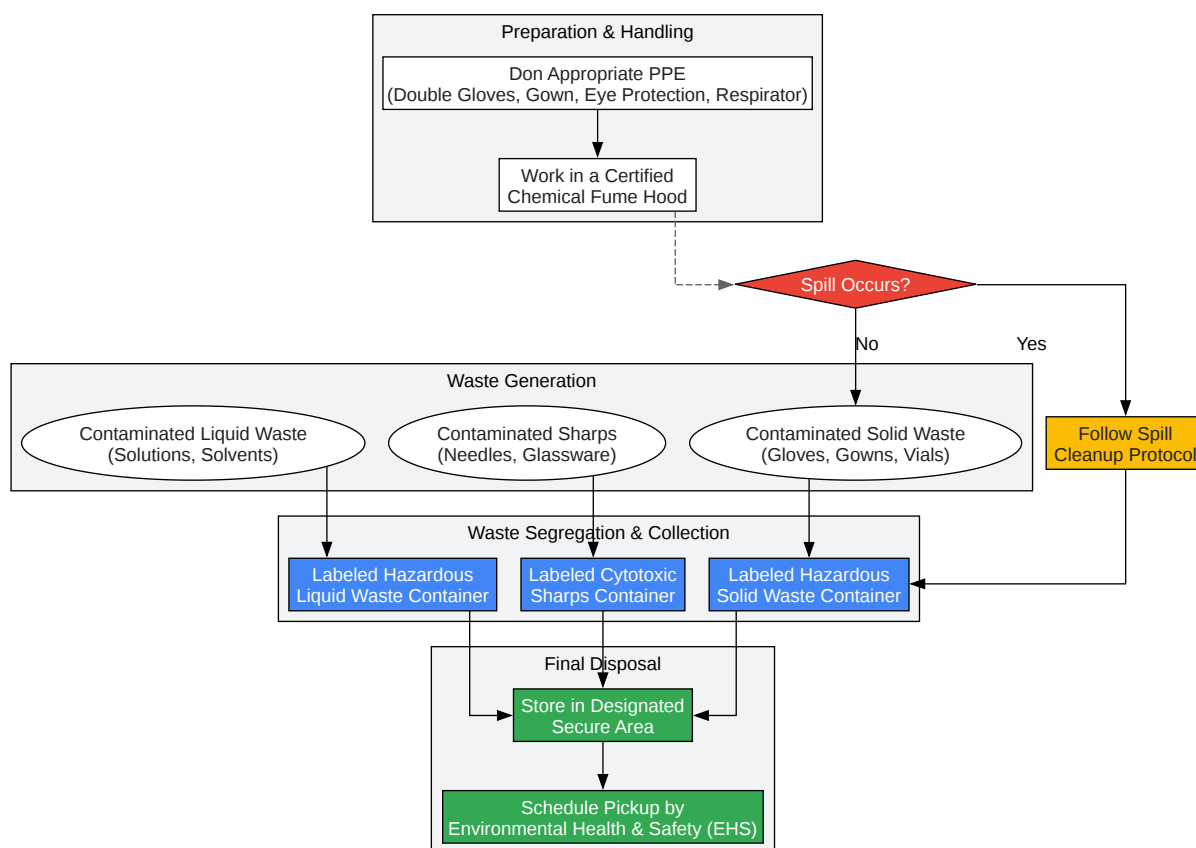 Preparation & Handling
Don Appropriate PPE
(Double Gloves, Gown, Eye Protection, Respirator)
Work in a Certified
Chemical Fume Hood
Spill Occurs?
No
Yes
Waste Generation
Contaminated Liquid Waste
(Solutions, Solvents)
Contaminated Sharps
(Needles, Glassware)
Contaminated Solid Waste
(Gloves, Gowns, Vials)
Follow Spill
Cleanup Protocol
Waste Segregation & Collection
Labeled Hazardous
Liquid Waste Container
Labeled Cytotoxic
Sharps Container
Labeled Hazardous
Solid Waste Container
Final Disposal
Store in Designated
Secure Area
Schedule Pickup by
Environmental Health & Safety (EHS)